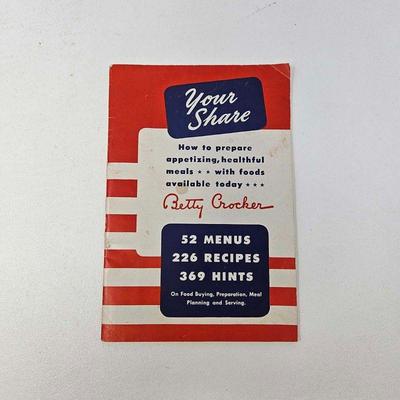 Your
Share
How to prepare
appetizing, healthful
meals ★ ★ with foods
available today ★ ★ ★
Betty Crocker
52 MENUS
226 RECIPES
369 HINTS
On Food Buying, Preparation, Meal
Planning and Serving.